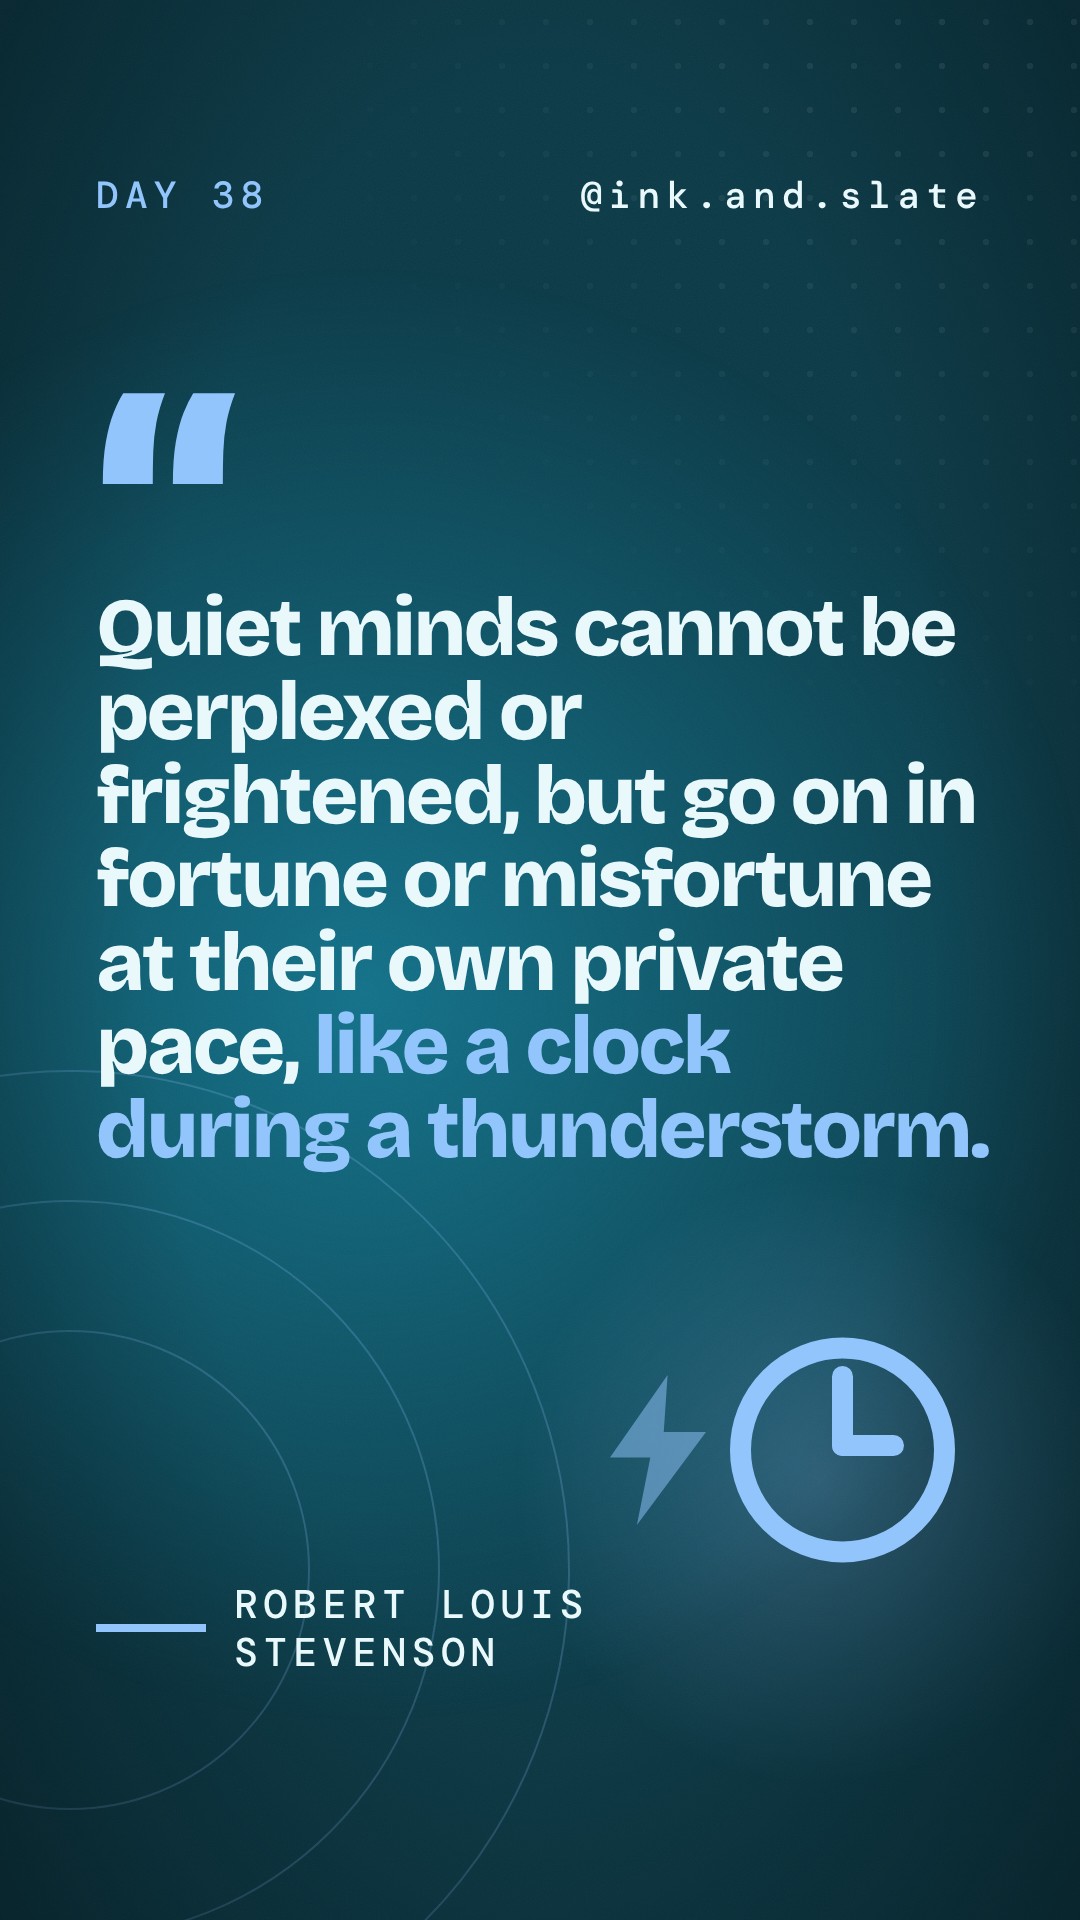 DAY 38
@ink.and.slate
“
Quiet minds cannot be
perplexed or
frightened, but go on in
fortune or misfortune
at their own private
pace, like a clock
during a thunderstorm.
ROBERT LOUIS
STEVENSON